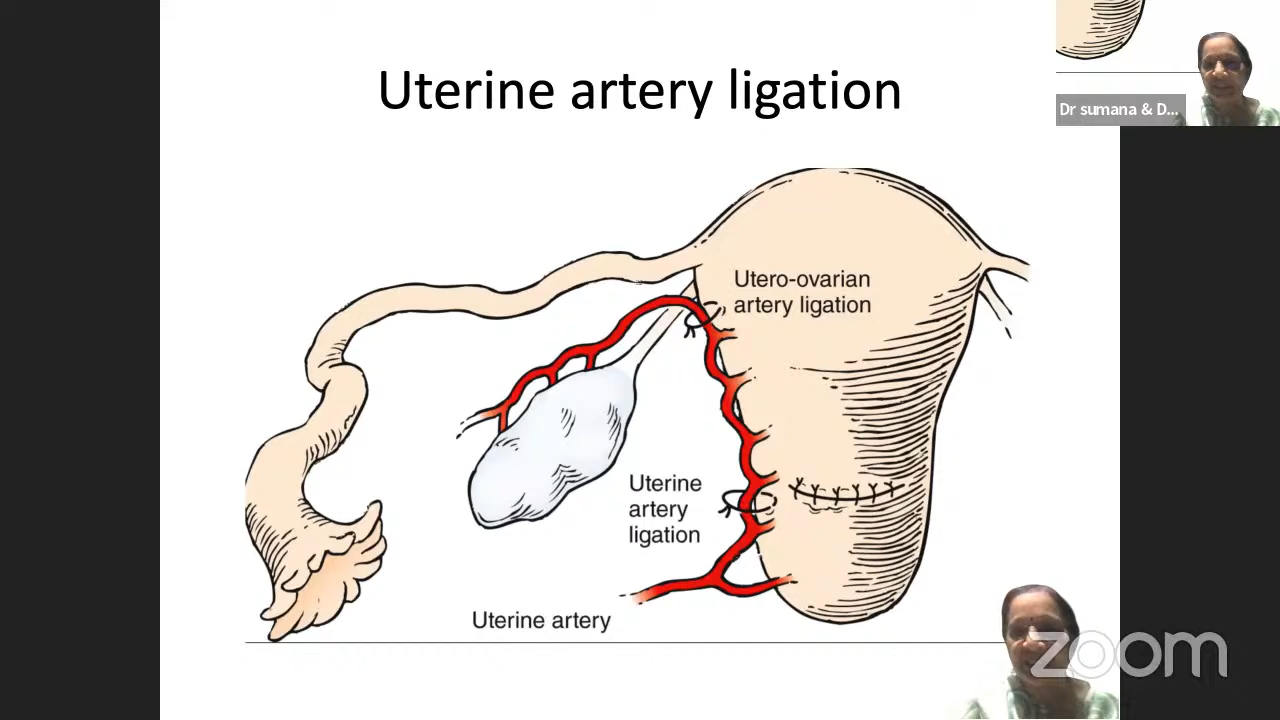 Uterine artery ligation
Dr sumana & D...
Utero-ovarian
artery ligation
Uterine
artery
ligation
Uterine artery
zoom